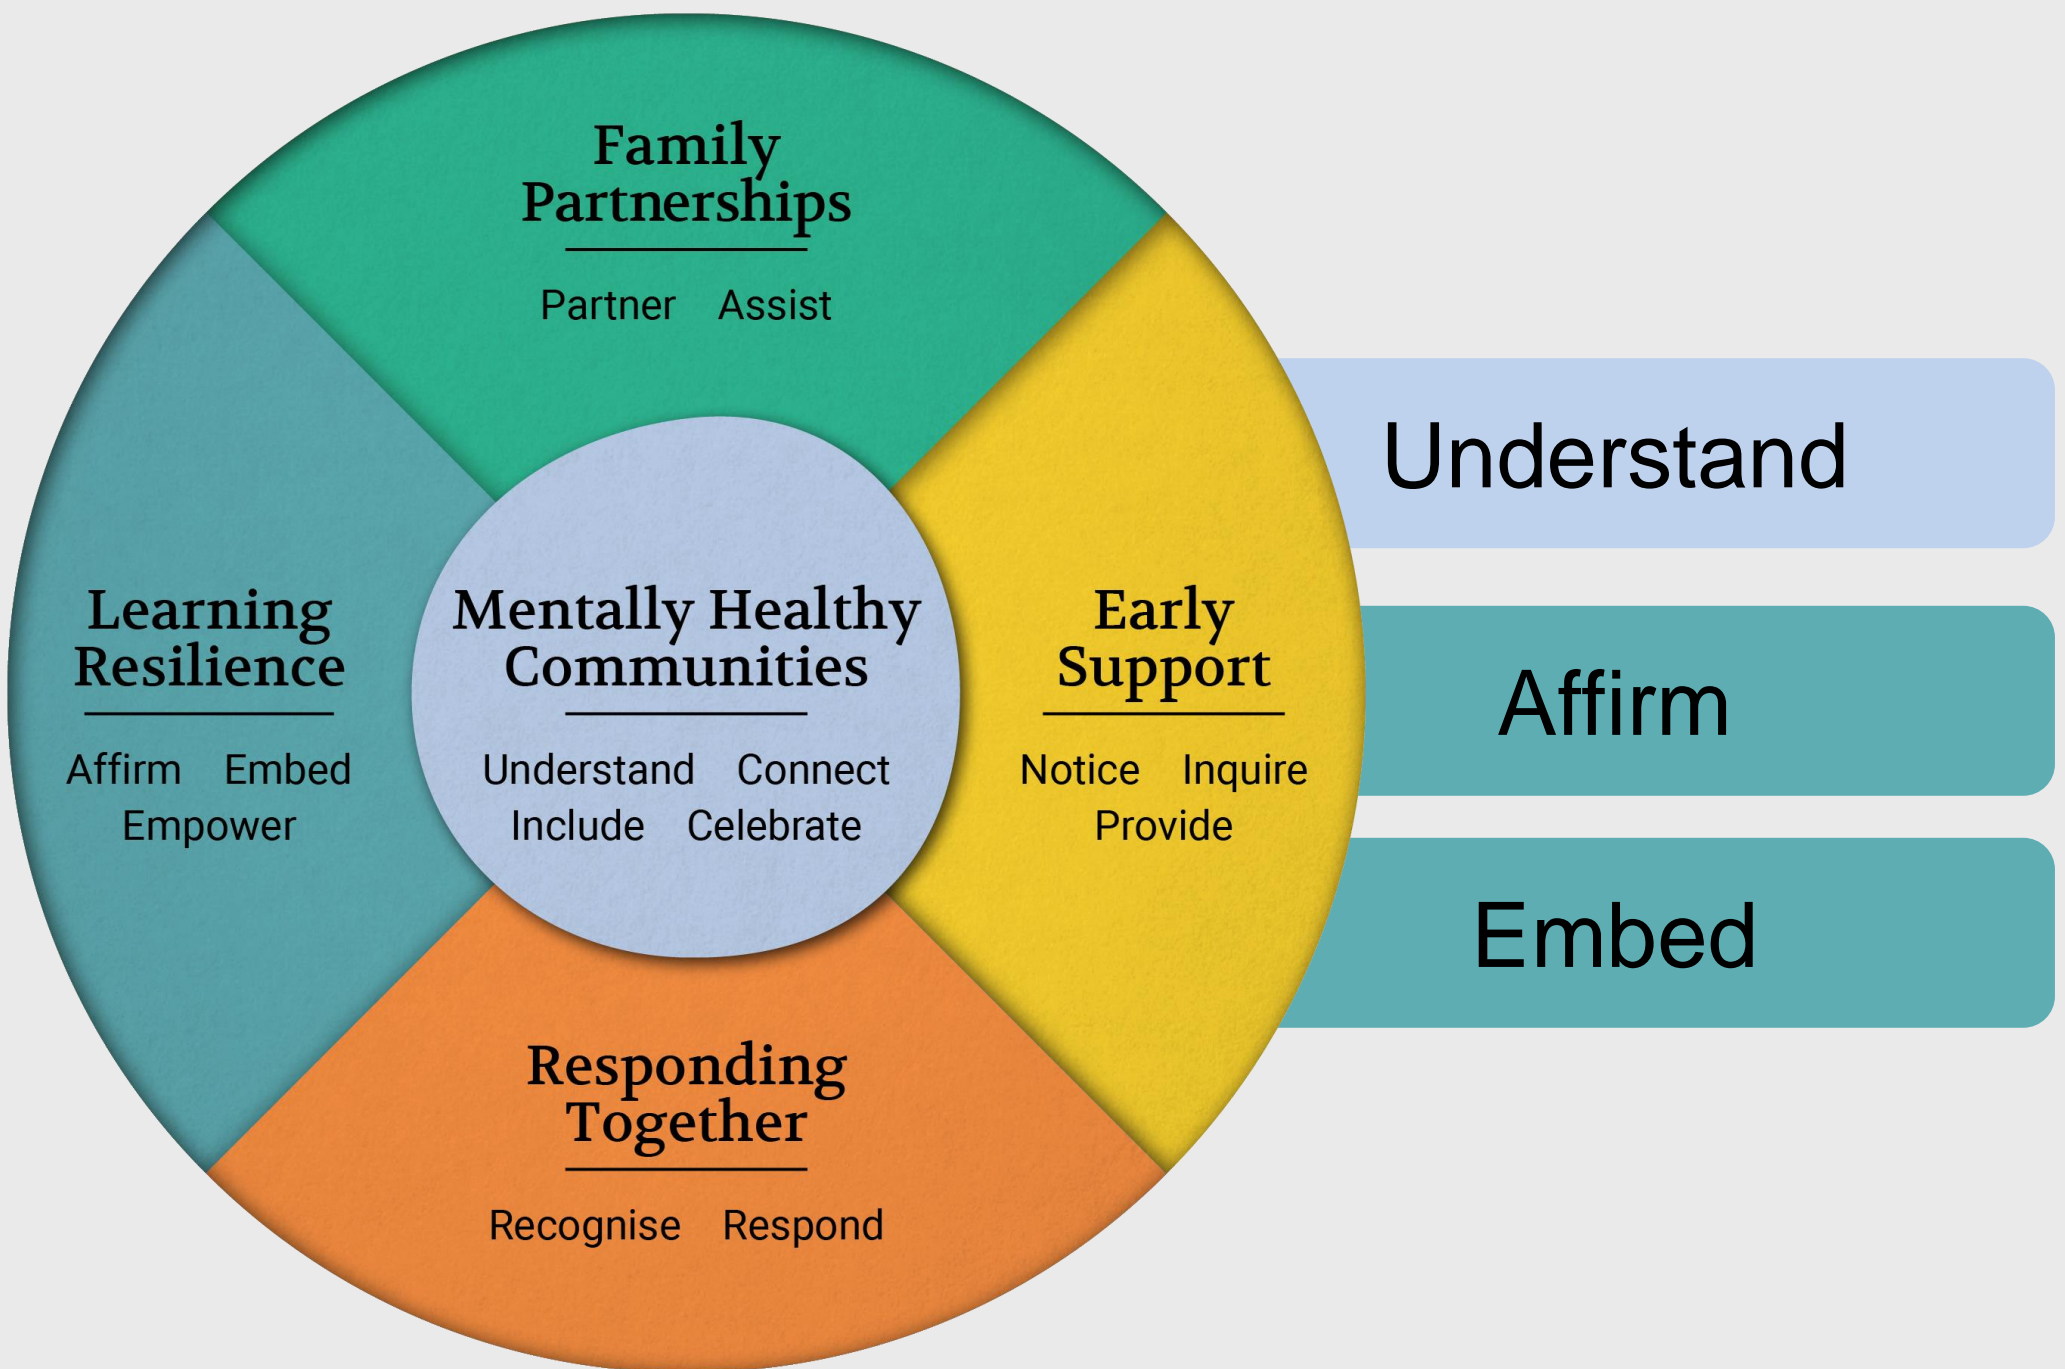 Family
Partnerships
Partner Assist
Learning
Resilience
Affirm Embed
Empower
Mentally Healthy
Communities
Understand Connect
Include Celebrate
Early
Support
Notice Inquire
Provide
Responding
Together
Recognise Respond
Understand
Affirm
Embed